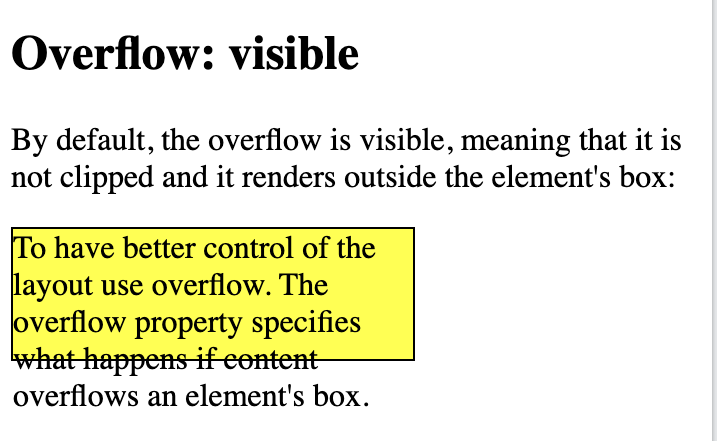 Overflow: visible
By default, the overflow is visible, meaning that it is
not clipped and it renders outside the element's box:
To have better control of the
layout use overflow. The
overflow property specifies
what happens if content
overflows an element's box.